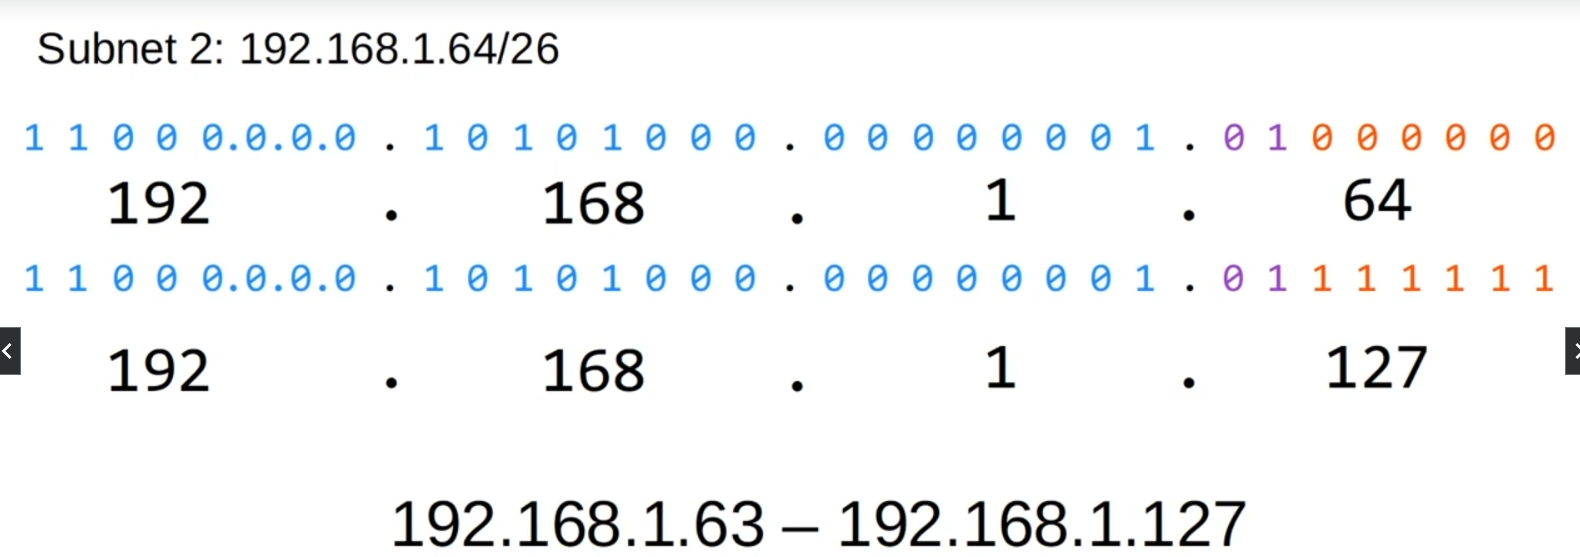 Subnet 2: 192.168.1.64/26
1 1 0 0 0.0.0.0 . 1 0 1 0 1 0 0 0 . 0 0 0 0 0 0 0 1 . 0 1 0 0 0 0 0 0
192 . 168 . 1 . 64
1 1 0 0 0.0.0.0 . 1 0 1 0 1 0 0 0 . 0 0 0 0 0 0 0 1 . 0 1 1 1 1 1 1 1
192 . 168 . 1 . 127
192.168.1.63 – 192.168.1.127